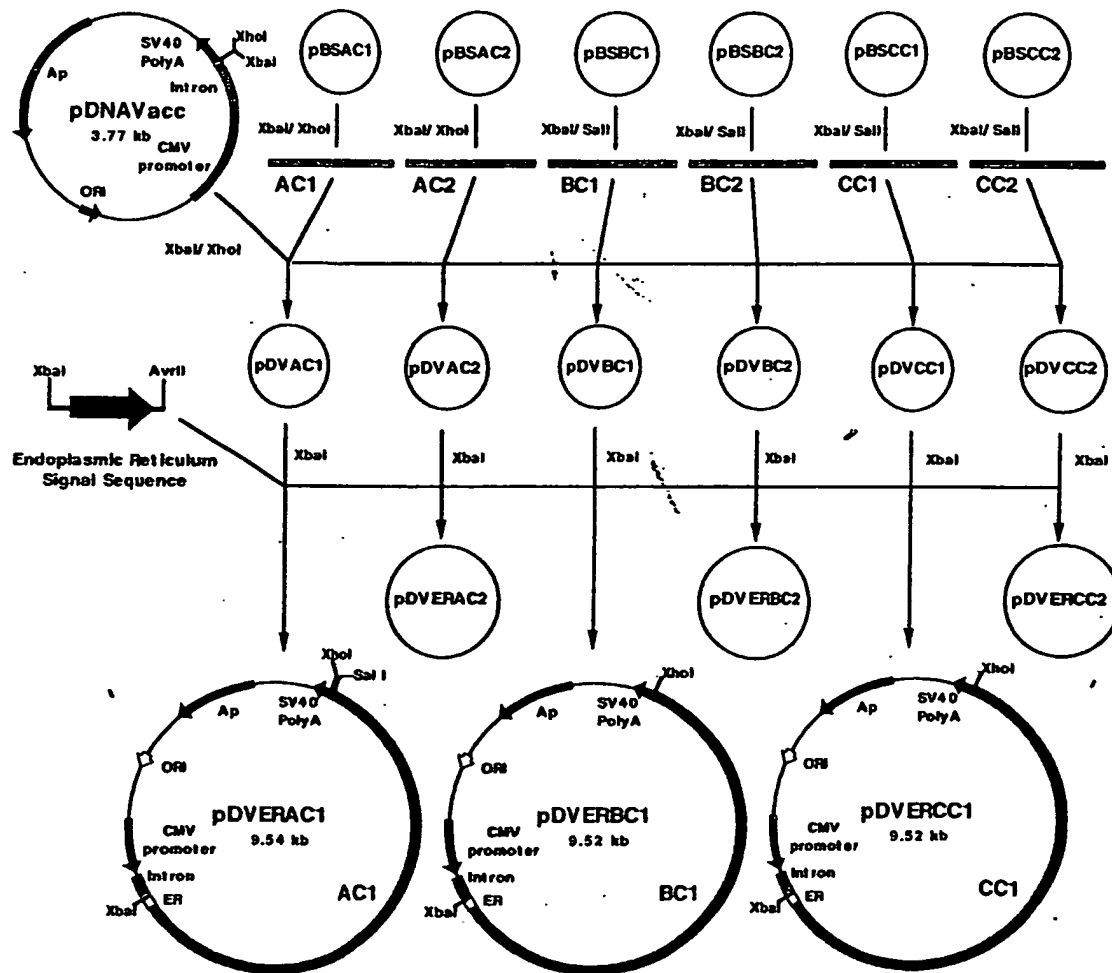 SV40
PolyA
XhoI
XbaI
Ap
Intron
pDNAVacc
3.77 kb
CMV
promoter
ORI
pBSAC1
pBSAC2
pBSBC1
pBSBC2
pBSCC1
pBSCC2
XbaI/ XhoI
XbaI/ XhoI
XbaI/ SalI
XbaI/ SalI
XbaI/ SalI
XbaI/ SalI
AC1
AC2
BC1
BC2
CC1
CC2
XbaI/ XhoI
pDVAC1
pDVAC2
pDVBC1
pDVBC2
pDVCC1
pDVCC2
XbaI
AvrII
Endoplasmic Reticulum
Signal Sequence
XbaI
XbaI
XbaI
XbaI
XbaI
XbaI
pDVERAC2
pDVERBC2
pDVERCC2
XhoI
SalI
SV40
PolyA
Ap
ORI
pDVERAC1
9.54 kb
CMV
promoter
Intron
ER
XbaI
AC1
XhoI
SV40
PolyA
Ap
ORI
pDVERBC1
9.52 kb
CMV
promoter
Intron
ER
XbaI
BC1
XhoI
SV40
PolyA
Ap
ORI
pDVERCC1
9.52 kb
CMV
promoter
Intron
ER
XbaI
CC1